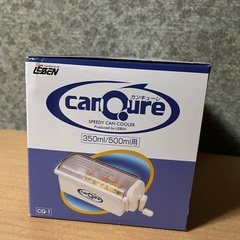 LEBEN
canQure
カンキューレ
SPEEDY CAN COOLER
Produced by LEBEN
350ml/500ml用
CQ-1